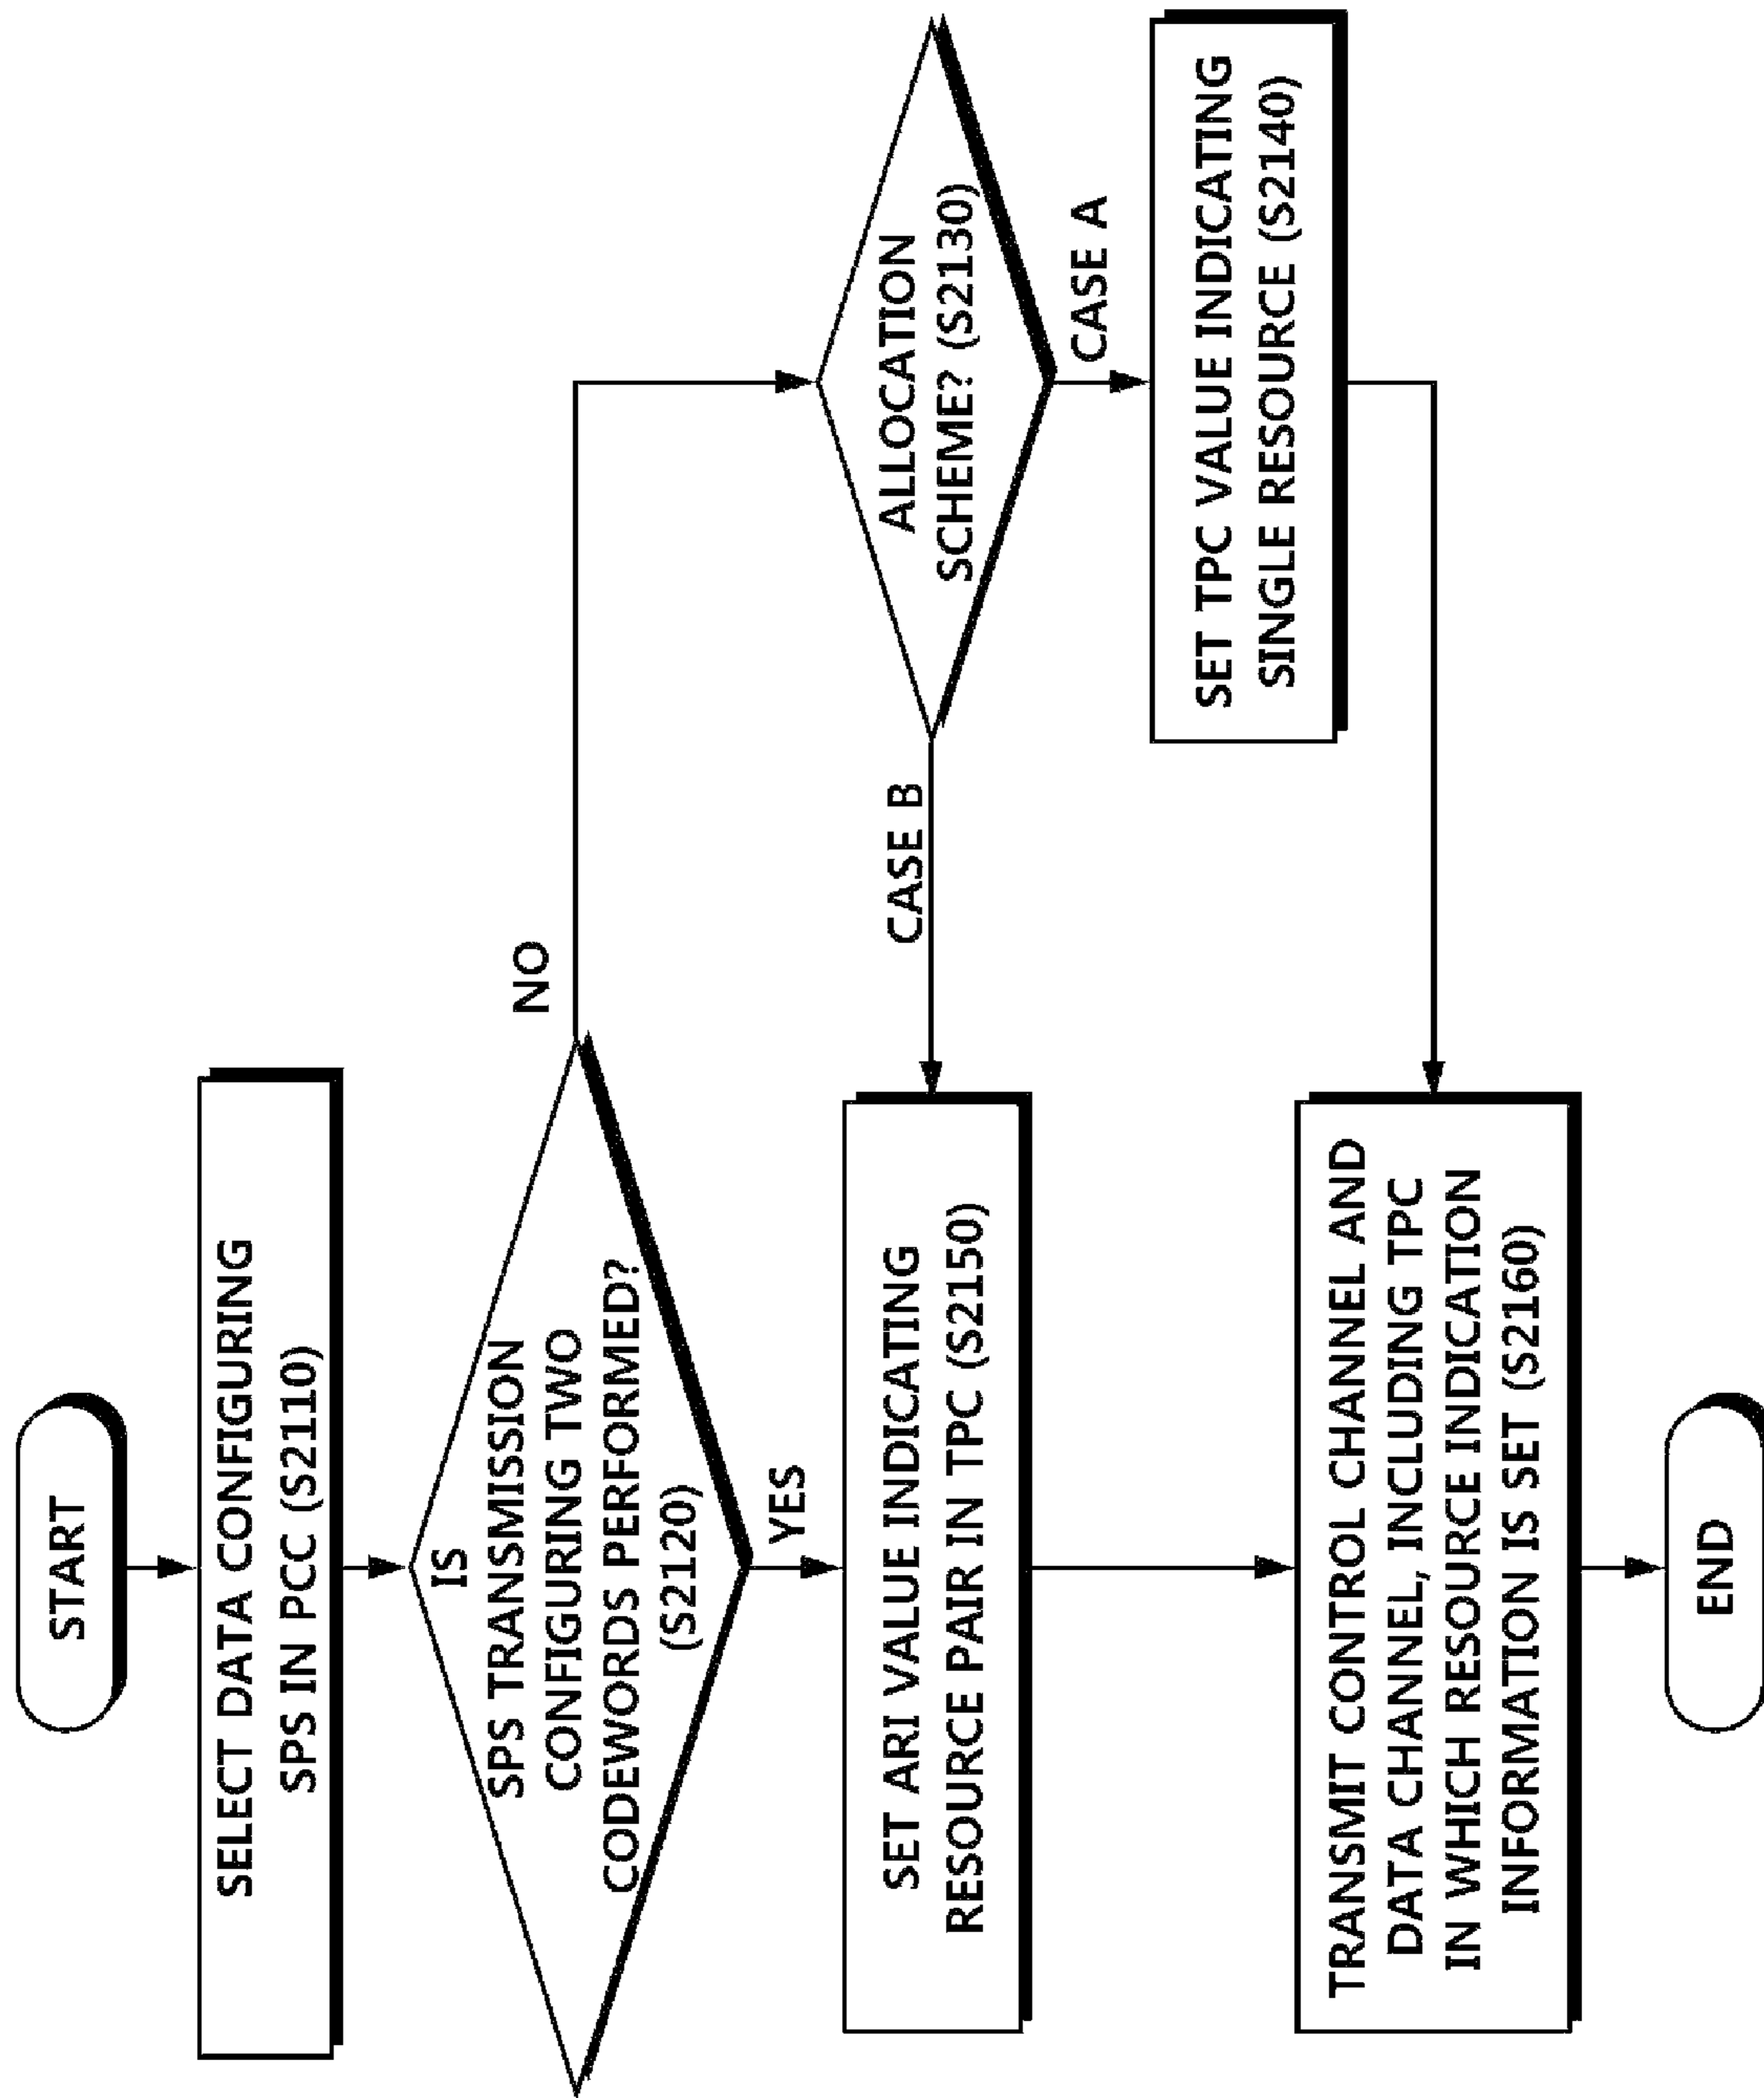 START
SELECT DATA CONFIGURING
SPS IN PCC (S2110)
IS
SPS TRANSMISSION
CONFIGURING TWO
CODEWORDS PERFORMED?
(S2120)
NO
YES
ALLOCATION
SCHEME? (S2130)
CASE B
CASE A
SET TPC VALUE INDICATING
SINGLE RESOURCE (S2140)
SET ARI VALUE INDICATING
RESOURCE PAIR IN TPC (S2150)
TRANSMIT CONTROL CHANNEL AND
DATA CHANNEL, INCLUDING TPC
IN WHICH RESOURCE INDICATION
INFORMATION IS SET (S2160)
END